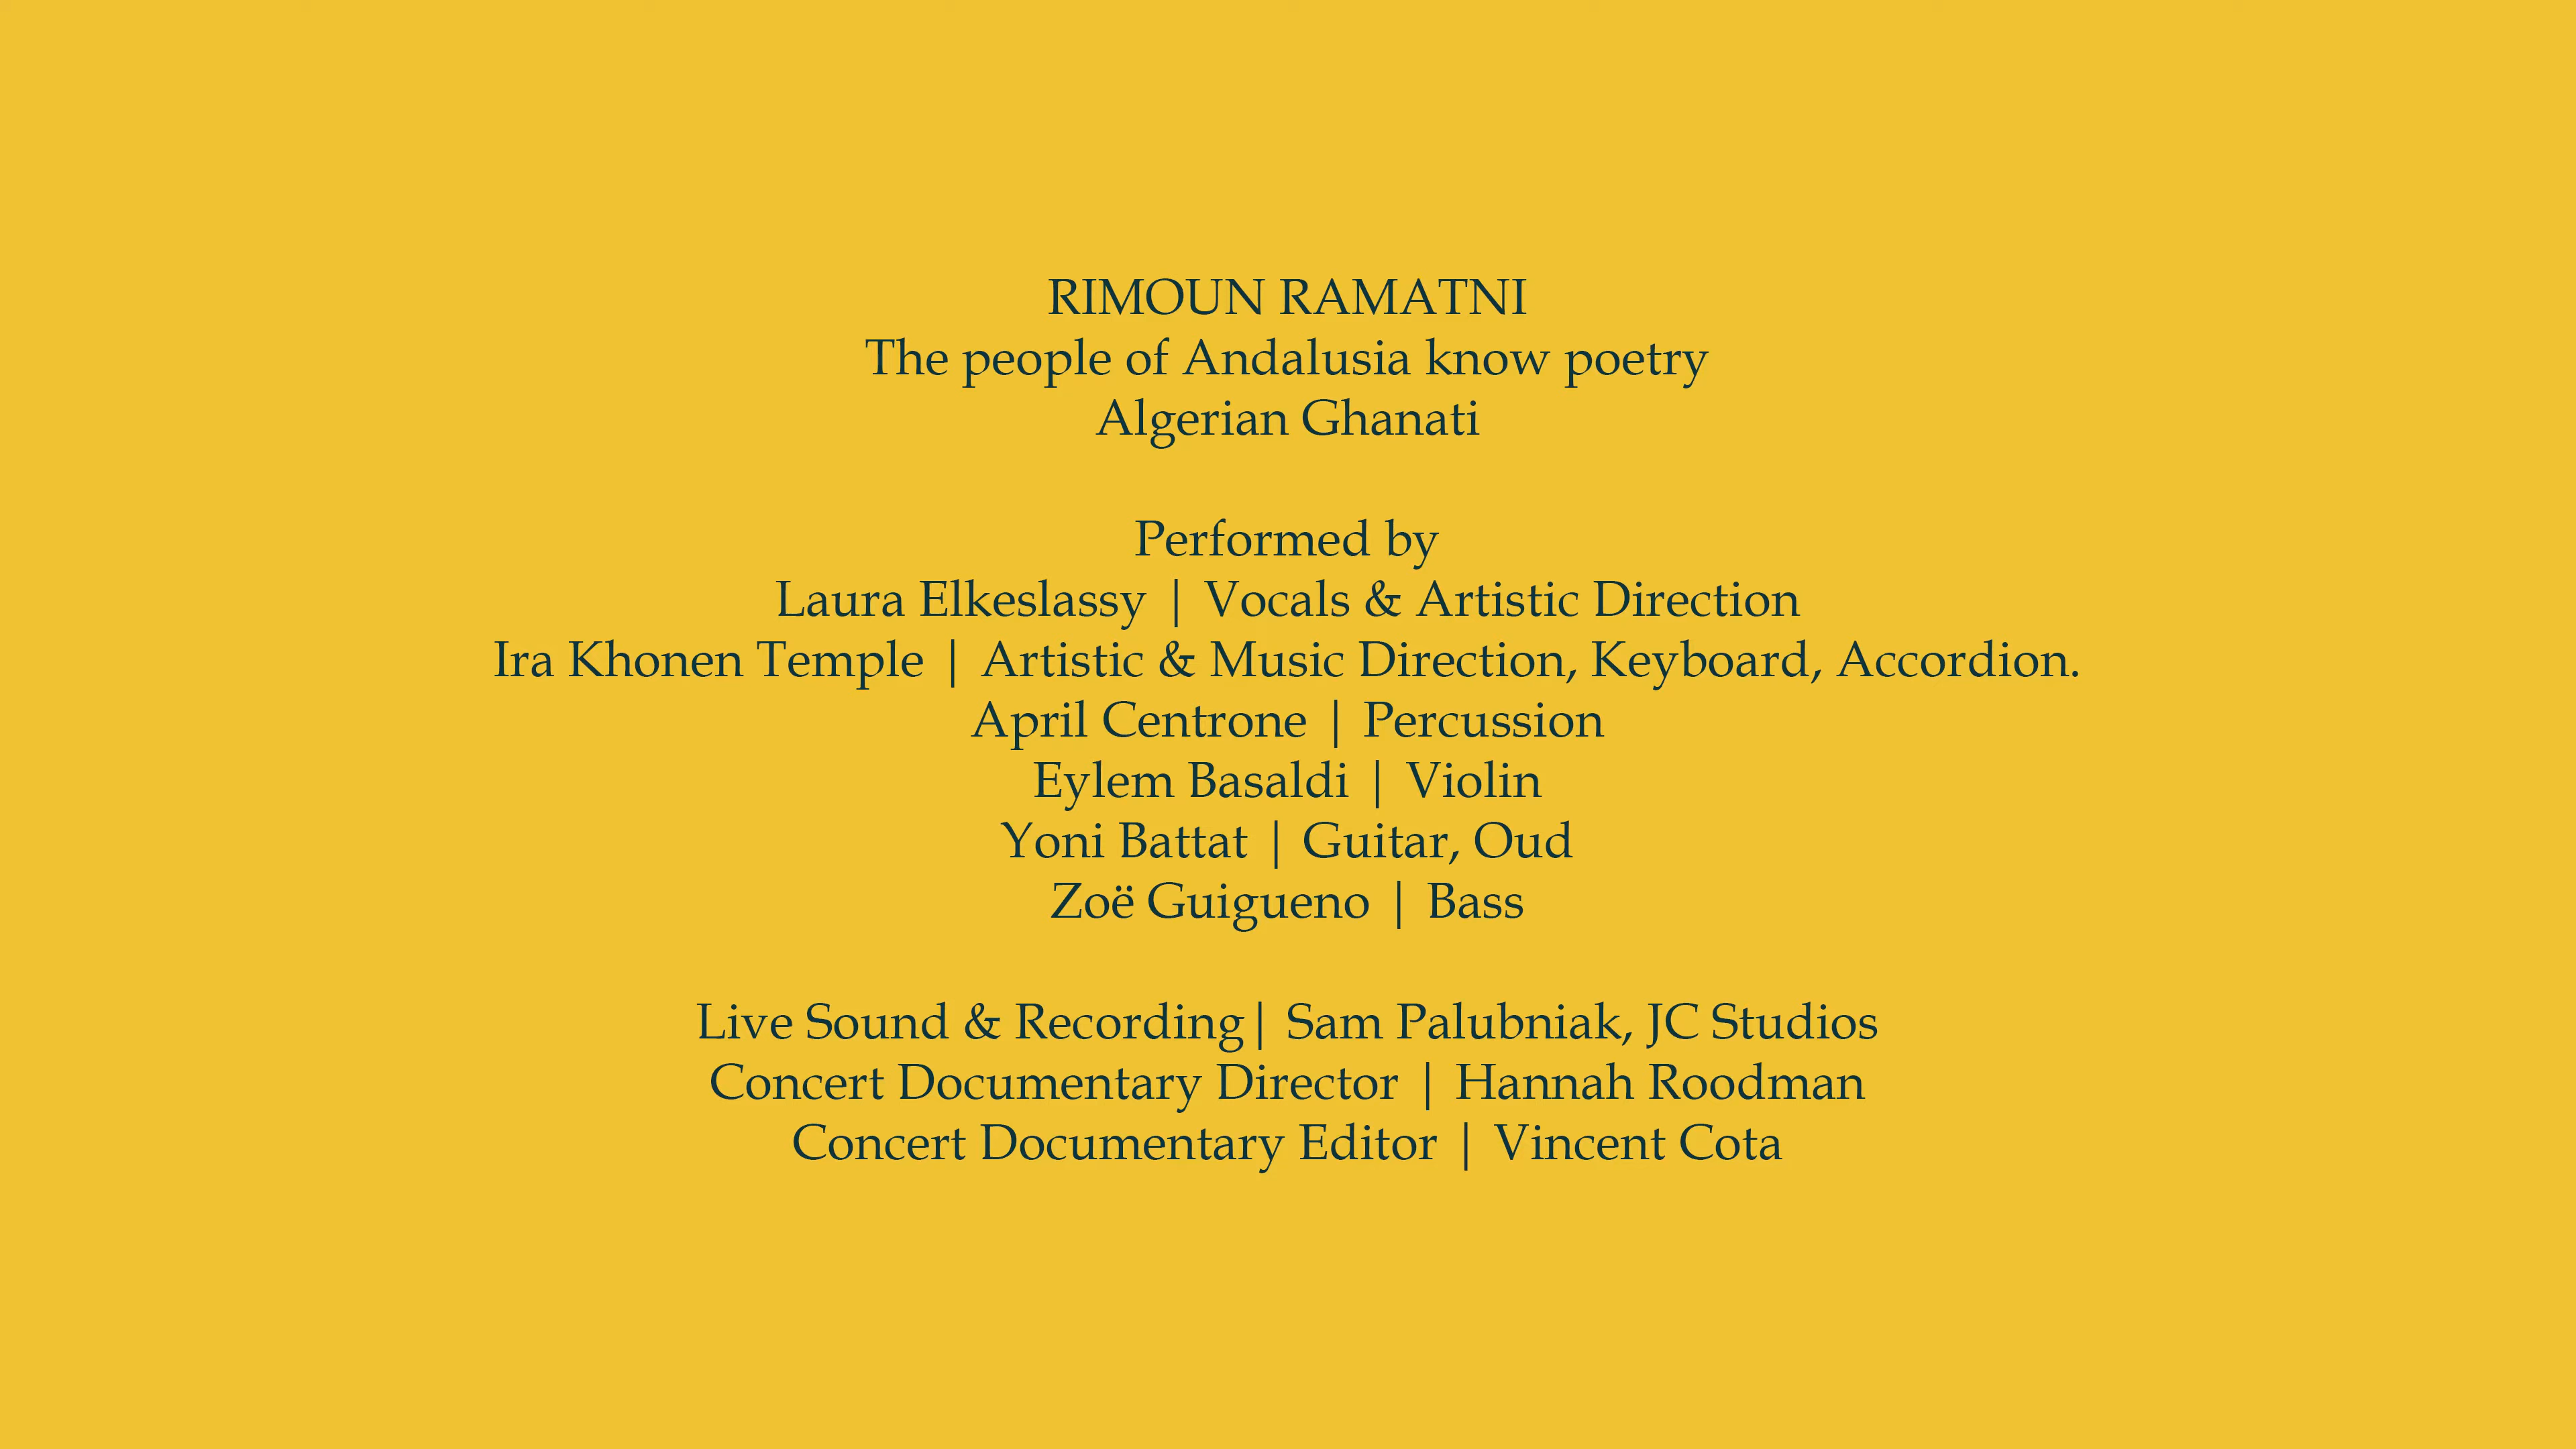 RIMOUN RAMATNI
The people of Andalusia know poetry
Algerian Ghanati
Performed by
Laura Elkeslassy | Vocals & Artistic Direction
Ira Khonen Temple | Artistic & Music Direction, Keyboard, Accordion.
April Centrone | Percussion
Eylem Basaldi | Violin
Yoni Battat | Guitar, Oud
Zoë Guigueno | Bass
Live Sound & Recording| Sam Palubniak, JC Studios
Concert Documentary Director | Hannah Roodman
Concert Documentary Editor | Vincent Cota